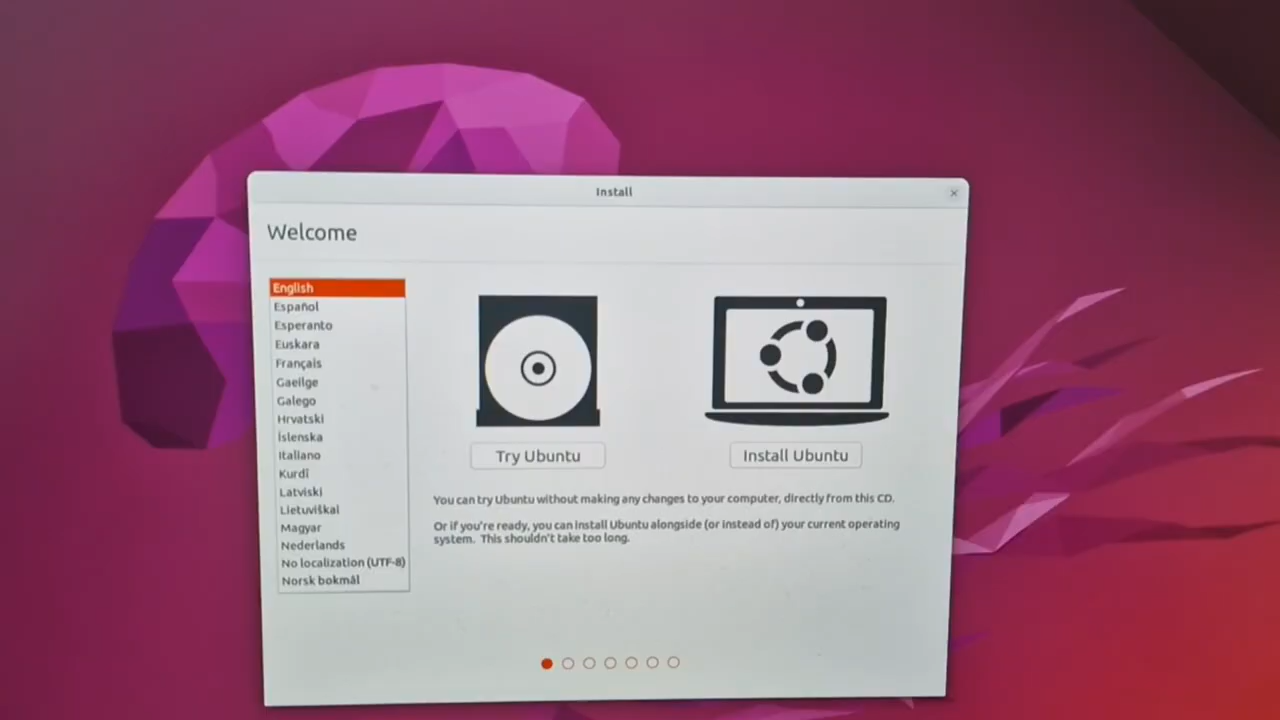 Install
Welcome
English
Español
Esperanto
Euskara
Français
Gaeilge
Galego
Hrvatski
Íslenska
Italiano
Kurdî
Latviski
Lietuviškai
Magyar
Nederlands
No localization (UTF-8)
Norsk bokmål
Try Ubuntu
Install Ubuntu
You can try Ubuntu without making any changes to your computer, directly from this CD.
Or if you're ready, you can install Ubuntu alongside (or instead of) your current operating
system. This shouldn't take too long.